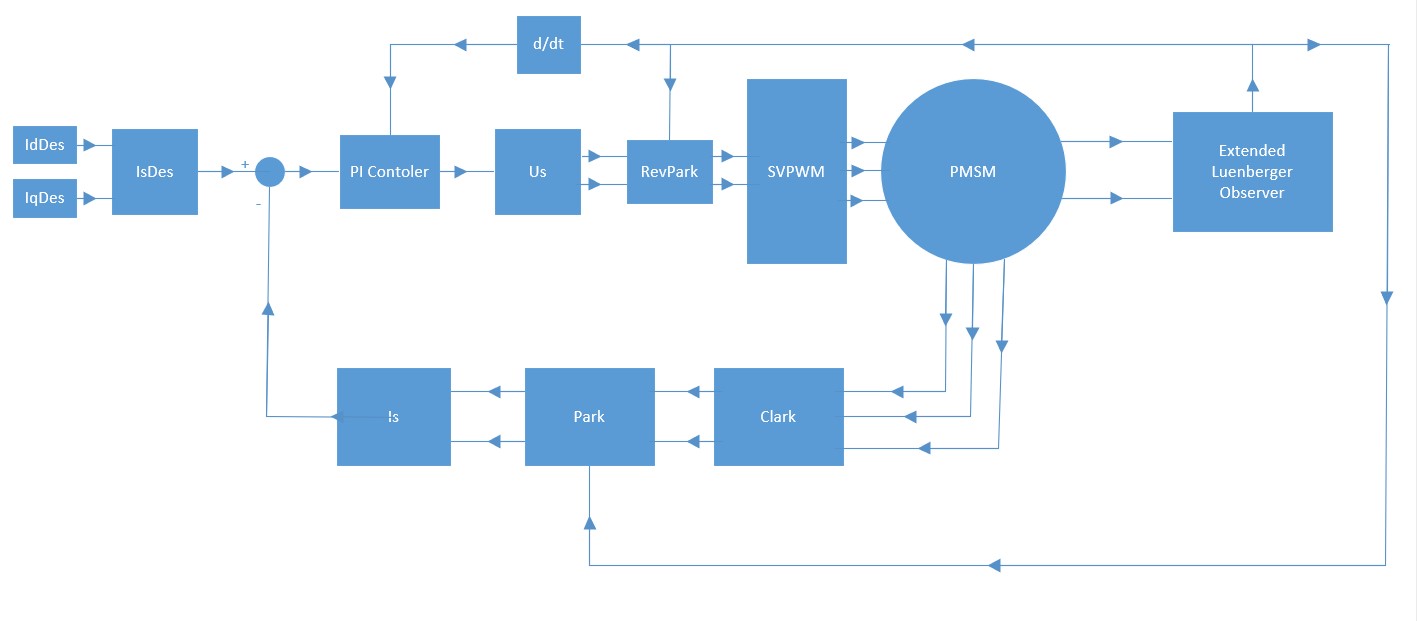 d/dt
IdDes
IqDes
IsDes
+
-
PI Contoler
Us
RevPark
SVPWM
PMSM
Extended
Luenberger
Observer
Is
Park
Clark